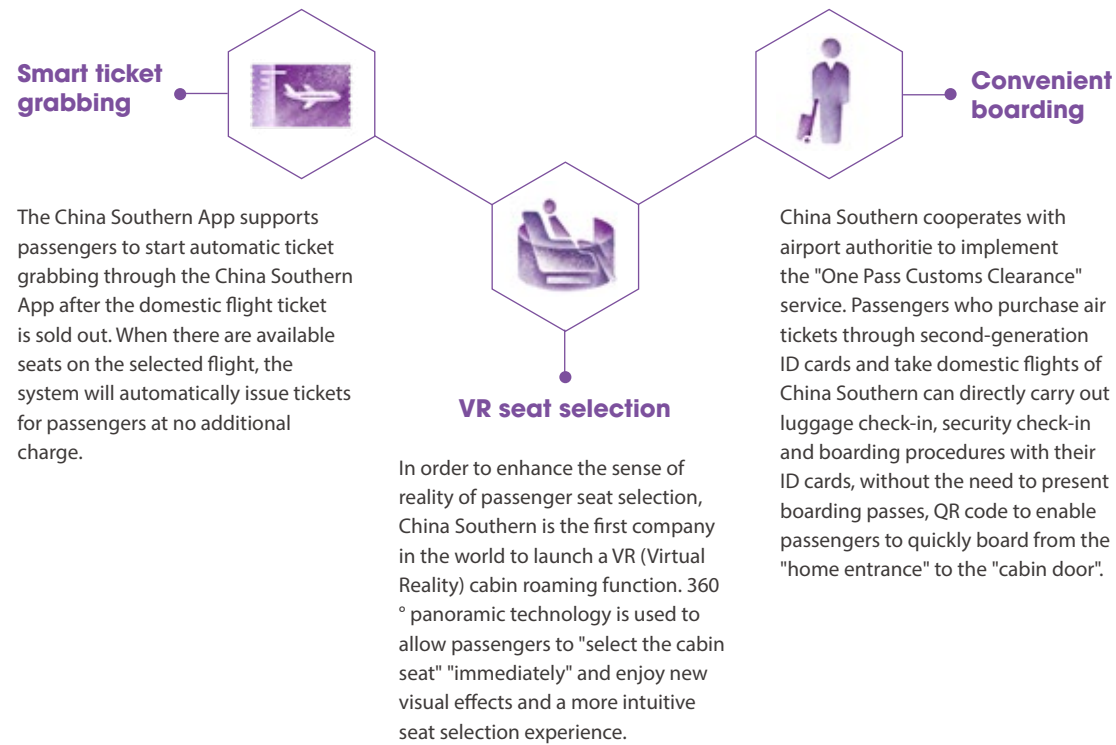 Smart ticket
grabbing
The China Southern App supports
passengers to start automatic ticket
grabbing through the China Southern
App after the domestic flight ticket
is sold out. When there are available
seats on the selected flight, the
system will automatically issue tickets
for passengers at no additional
charge.
VR seat selection
In order to enhance the sense of
reality of passenger seat selection,
China Southern is the first company
in the world to launch a VR (Virtual
Reality) cabin roaming function. 360
° panoramic technology is used to
allow passengers to "select the cabin
seat" "immediately" and enjoy new
visual effects and a more intuitive
seat selection experience.
Convenient
boarding
China Southern cooperates with
airport authoritie to implement
the "One Pass Customs Clearance"
service. Passengers who purchase air
tickets through second-generation
ID cards and take domestic flights of
China Southern can directly carry out
luggage check-in, security check-in
and boarding procedures with their
ID cards, without the need to present
boarding passes, QR code to enable
passengers to quickly board from the
"home entrance" to the "cabin door".